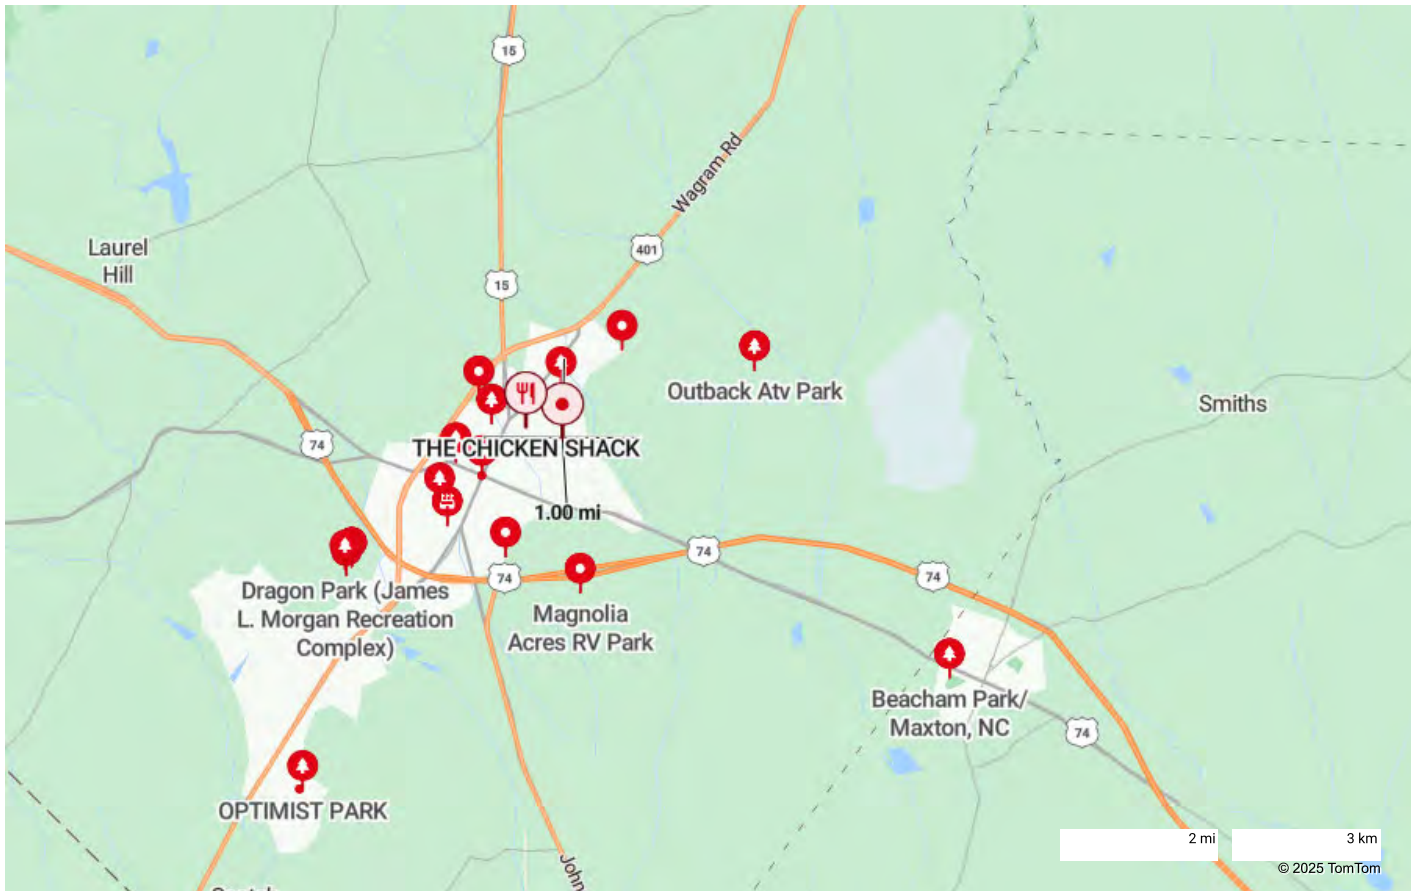 15
Wagram Rd
401
Laurel
Hill
15
Outback Atv Park
Smiths
74
THE CHICKEN SHACK
1.00 mi
74
74
74
Dragon Park (James
L. Morgan Recreation
Complex)
Magnolia
Acres RV Park
Beacham Park/
Maxton, NC
74
OPTIMIST PARK
2 mi
3 km
© 2025 TomTom
John